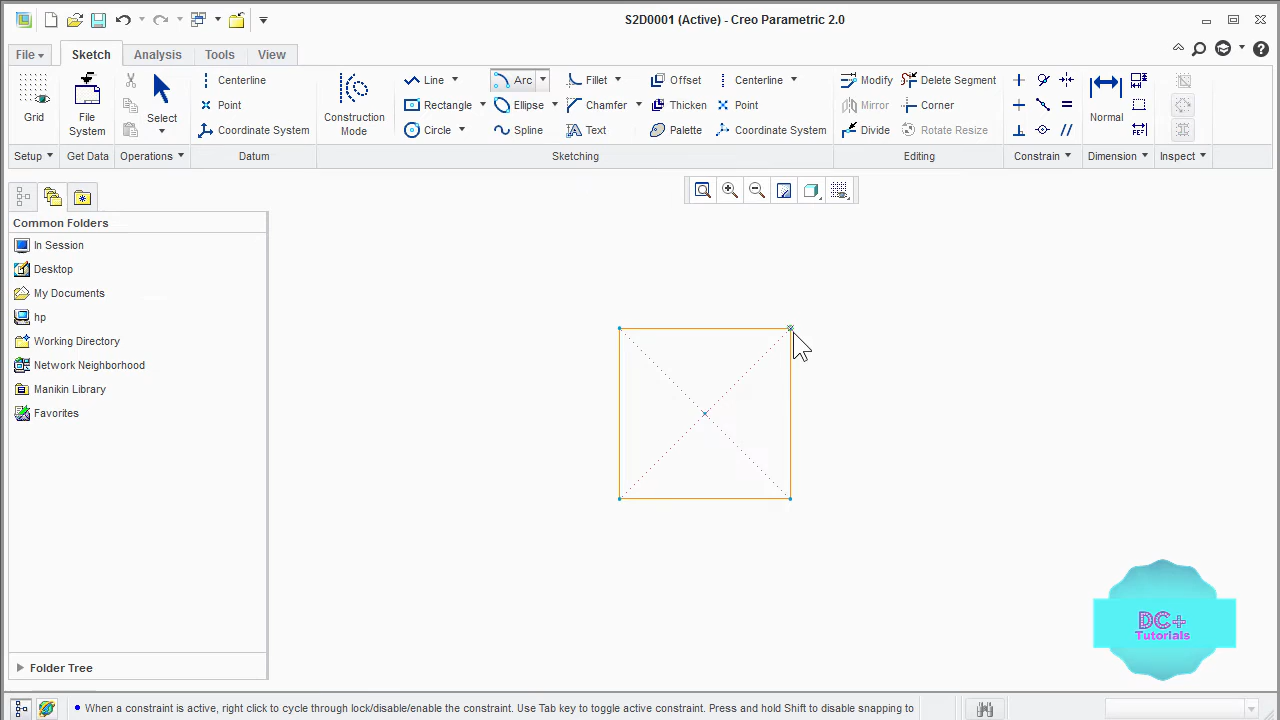 S2D0001 (Active) - Creo Parametric 2.0
File Sketch Analysis Tools View
Grid
File System
Select
Centerline
Point
Coordinate System
Construction Mode
Line Arc Fillet Offset Centerline
Rectangle Ellipse Chamfer Thicken Point
Circle Spline Text Palette Coordinate System
Modify Delete Segment
Mirror Corner
Divide Rotate Resize
Normal
Setup Get Data Operations Datum Sketching Editing Constrain Dimension Inspect
Common Folders
In Session
Desktop
My Documents
hp
Working Directory
Network Neighborhood
Manikin Library
Favorites
Folder Tree
DC+
Tutorials
When a constraint is active, right click to cycle through lock/disable/enable the constraint. Use Tab key to toggle active constraint. Press and hold Shift to disable snapping to